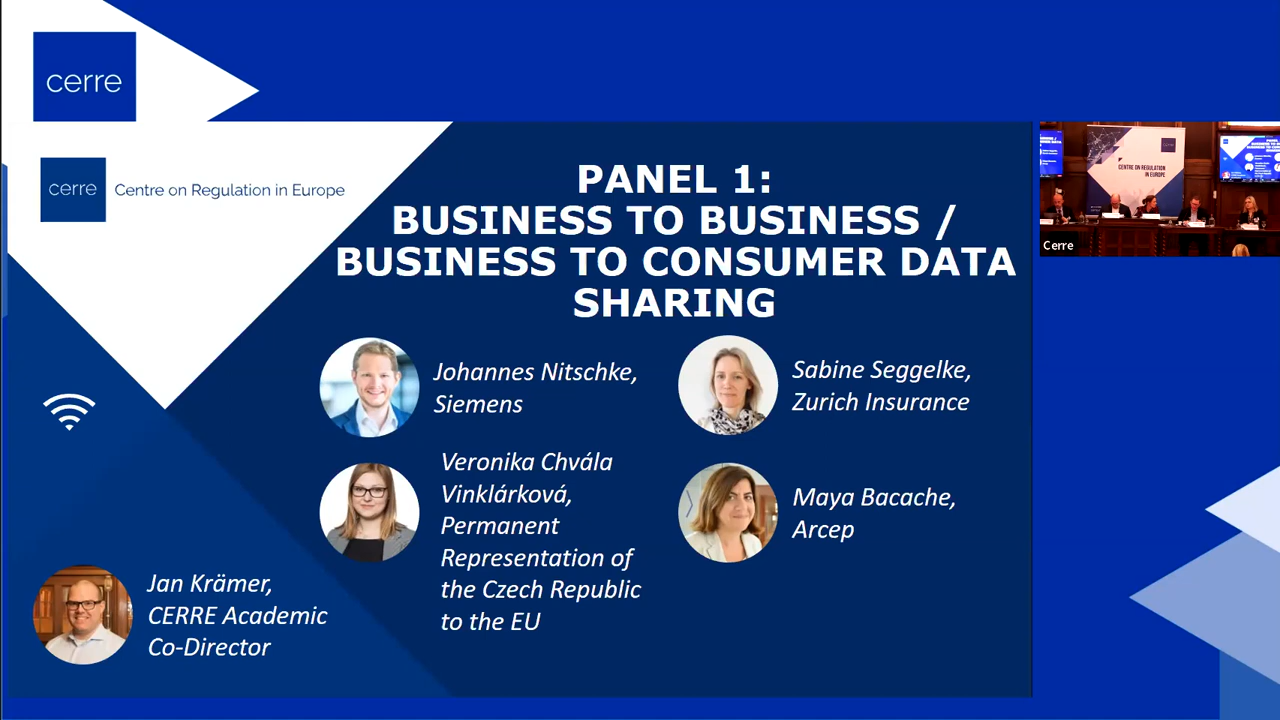 cerre
cerre
Centre on Regulation in Europe
PANEL 1:
BUSINESS TO BUSINESS /
BUSINESS TO CONSUMER DATA
SHARING
Johannes Nitschke,
Siemens
Sabine Seggelke,
Zurich Insurance
Veronika Chvála
Vinklárková,
Permanent
Representation of
the Czech Republic
to the EU
Maya Bacache,
Arcep
Jan Krämer,
CERRE Academic
Co-Director
CENTRE ON REGULATION
IN EUROPE
Cerre